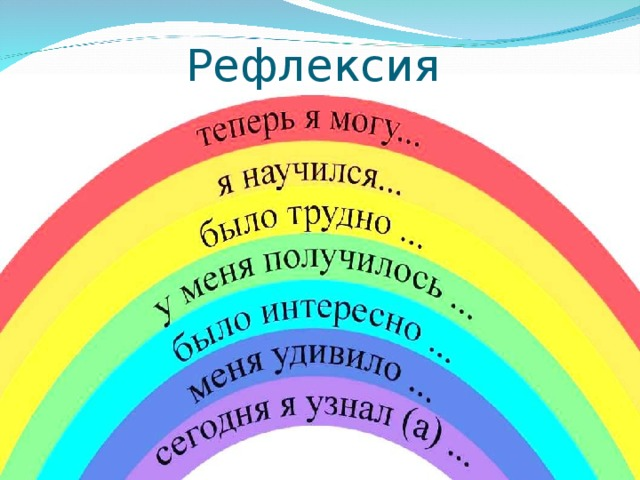 Рефлексия
теперь я могу...
я научился...
было трудно ...
у меня получилось ...
было интересно ...
меня удивило ...
сегодня я узнал (а) ...